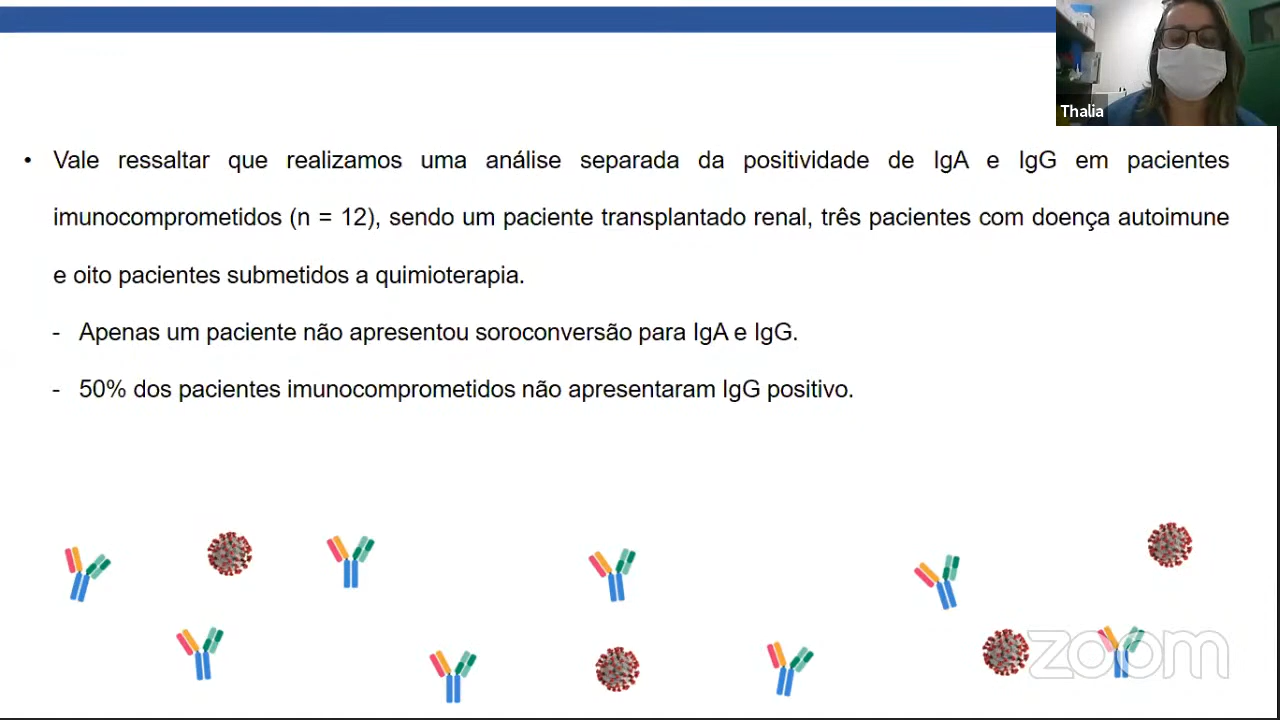 Thalia
• Vale ressaltar que realizamos uma análise separada da positividade de IgA e IgG em pacientes
imunocomprometidos (n = 12), sendo um paciente transplantado renal, três pacientes com doença autoimune
e oito pacientes submetidos a quimioterapia.
- Apenas um paciente não apresentou soroconversão para IgA e IgG.
- 50% dos pacientes imunocomprometidos não apresentaram IgG positivo.
zoom